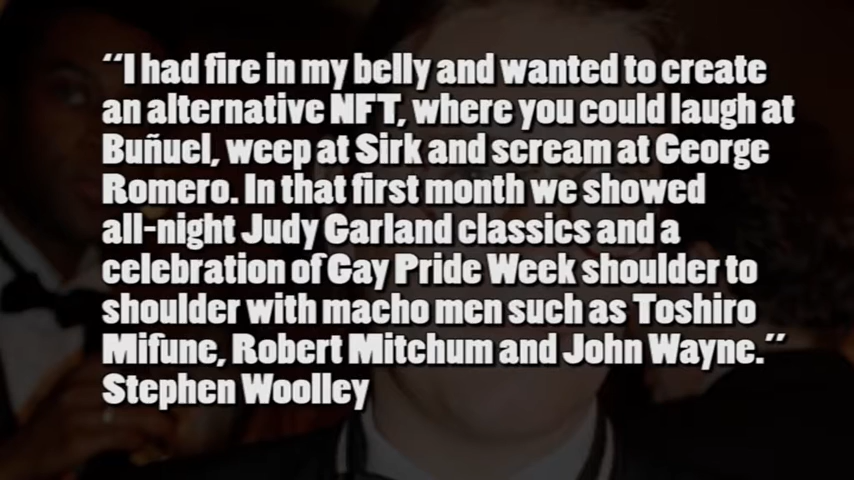 “I had fire in my belly and wanted to create
an alternative NFT, where you could laugh at
Buñuel, weep at Sirk and scream at George
Romero. In that first month we showed
all-night Judy Garland classics and a
celebration of Gay Pride Week shoulder to
shoulder with macho men such as Toshiro
Mifune, Robert Mitchum and John Wayne.”
Stephen Woolley